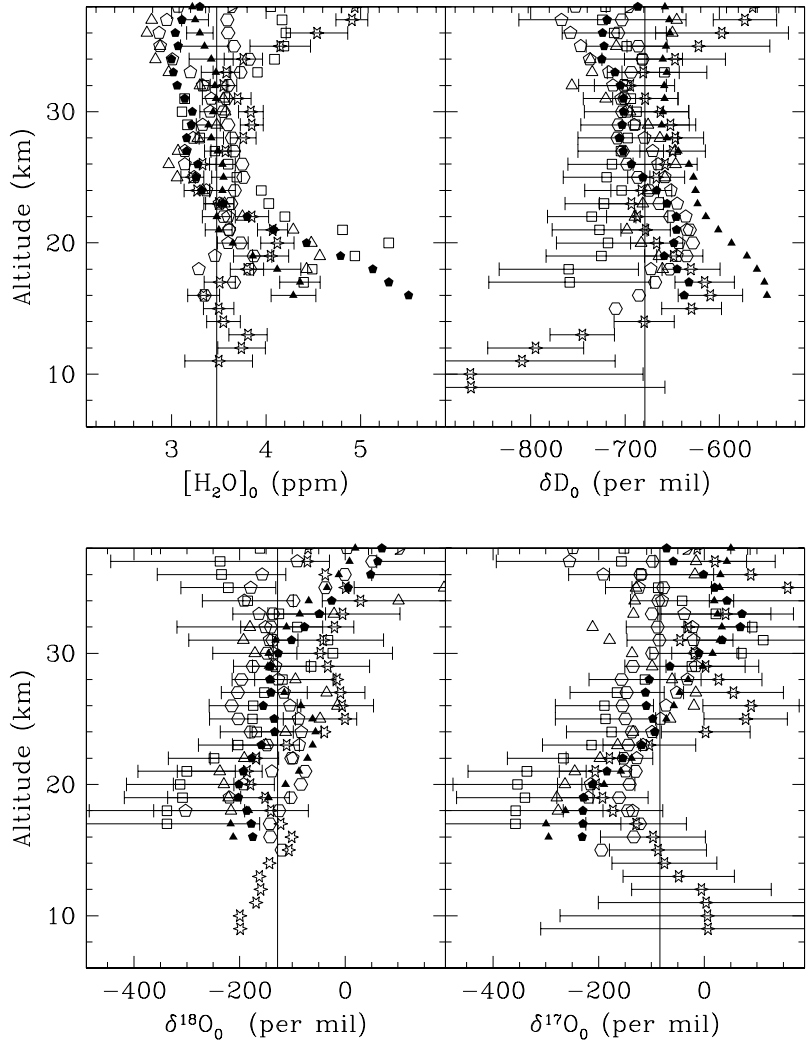 30
20
10
Altitude (km)
3 4 5
[H₂O]₀ (ppm)
−800 −700 −600
δD₀ (per mil)
30
20
10
Altitude (km)
−400 −200 0
δ¹⁸O₀ (per mil)
−400 −200 0
δ¹⁷O₀ (per mil)